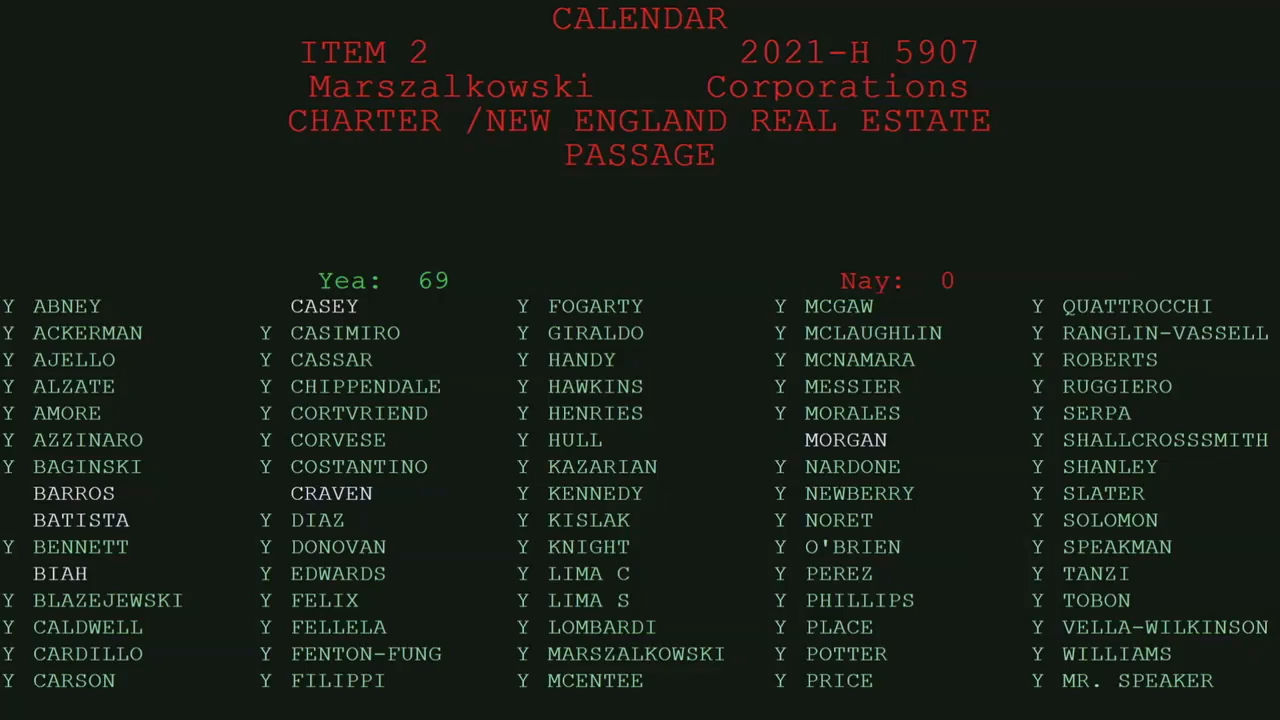 CALENDAR
ITEM 2 2021-H 5907
Marszalkowski Corporations
CHARTER /NEW ENGLAND REAL ESTATE
PASSAGE
Yea: 69 Nay: 0
Y ABNEY CASEY Y FOGARTY Y MCGAW Y QUATTROCCHI
Y ACKERMAN Y CASIMIRO Y GIRALDO Y MCLAUGHLIN Y RANGLIN-VASSELL
Y AJELLO Y CASSAR Y HANDY Y MCNAMARA Y ROBERTS
Y ALZATE Y CHIPPENDALE Y HAWKINS Y MESSIER Y RUGGIERO
Y AMORE Y CORTVRIEND Y HENRIES Y MORALES Y SERPA
Y AZZINARO Y CORVESE Y HULL MORGAN Y SHALLCROSSSMITH
Y BAGINSKI Y COSTANTINO Y KAZARIAN Y NARDONE Y SHANLEY
BARROS CRAVEN Y KENNEDY Y NEWBERRY Y SLATER
BATISTA Y DIAZ Y KISLAK Y NORET Y SOLOMON
Y BENNETT Y DONOVAN Y KNIGHT Y O'BRIEN Y SPEAKMAN
BIAH Y EDWARDS Y LIMA C Y PEREZ Y TANZI
Y BLAZEJEWSKI Y FELIX Y LIMA S Y PHILLIPS Y TOBON
Y CALDWELL Y FELLELA Y LOMBARDI Y PLACE Y VELLA-WILKINSON
Y CARDILLO Y FENTON-FUNG Y MARSZALKOWSKI Y POTTER Y WILLIAMS
Y CARSON Y FILIPPI Y MCENTEE Y PRICE Y MR. SPEAKER